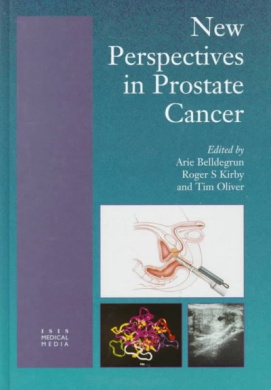 New
Perspectives
in Prostate
Cancer
Edited by
Arie Belldegrun
Roger S Kirby
and Tim Oliver
ISIS
MEDICAL
MEDIA